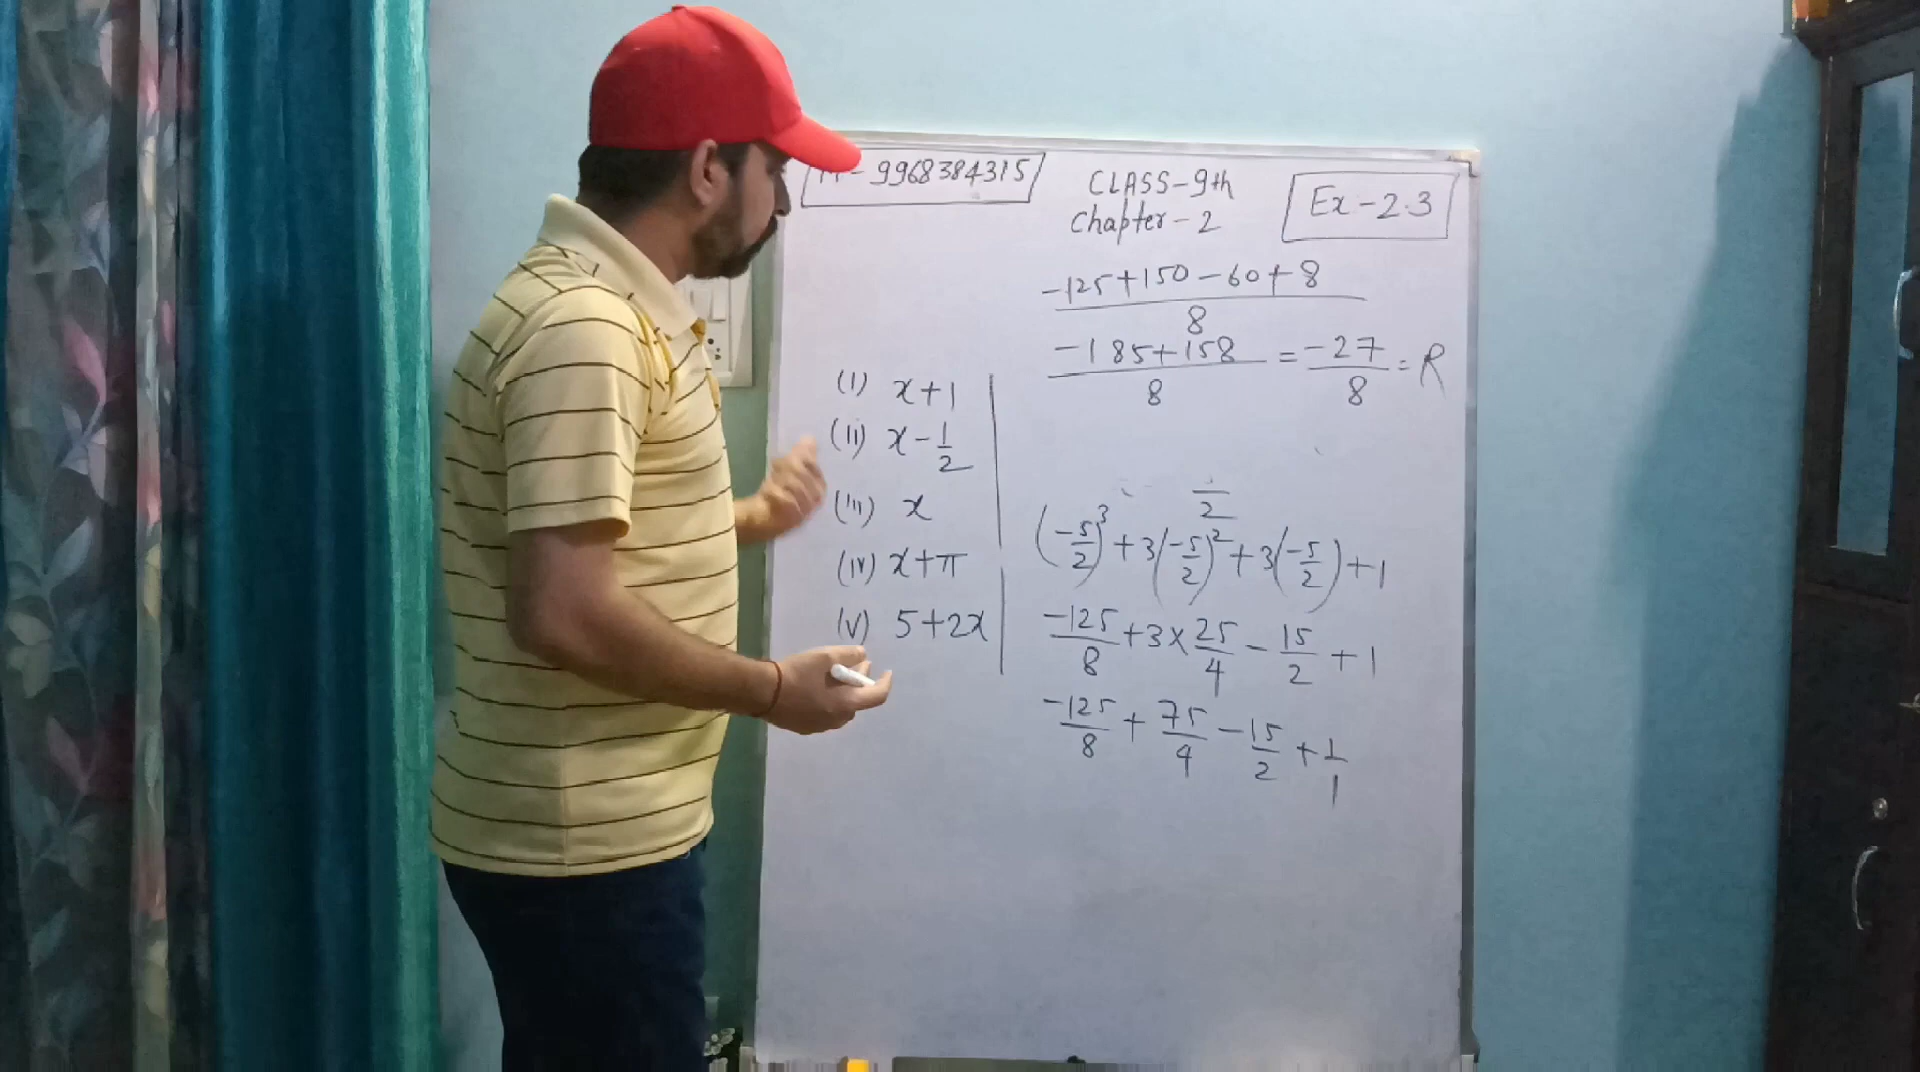 - 9968384315
CLASS-9th
Chapter-2
Ex-2.3
-125+150-60+8
8
-185+158 = -27 = R
8 8
(i) x+1
(ii) x-1/2
(iii) x
(iv) x+π
(v) 5+2x
2
(-5/2)³+3(-5/2)²+3(-5/2)+1
-125/8+3×25/4-15/2+1
-125/8+75/4-15/2+1/1